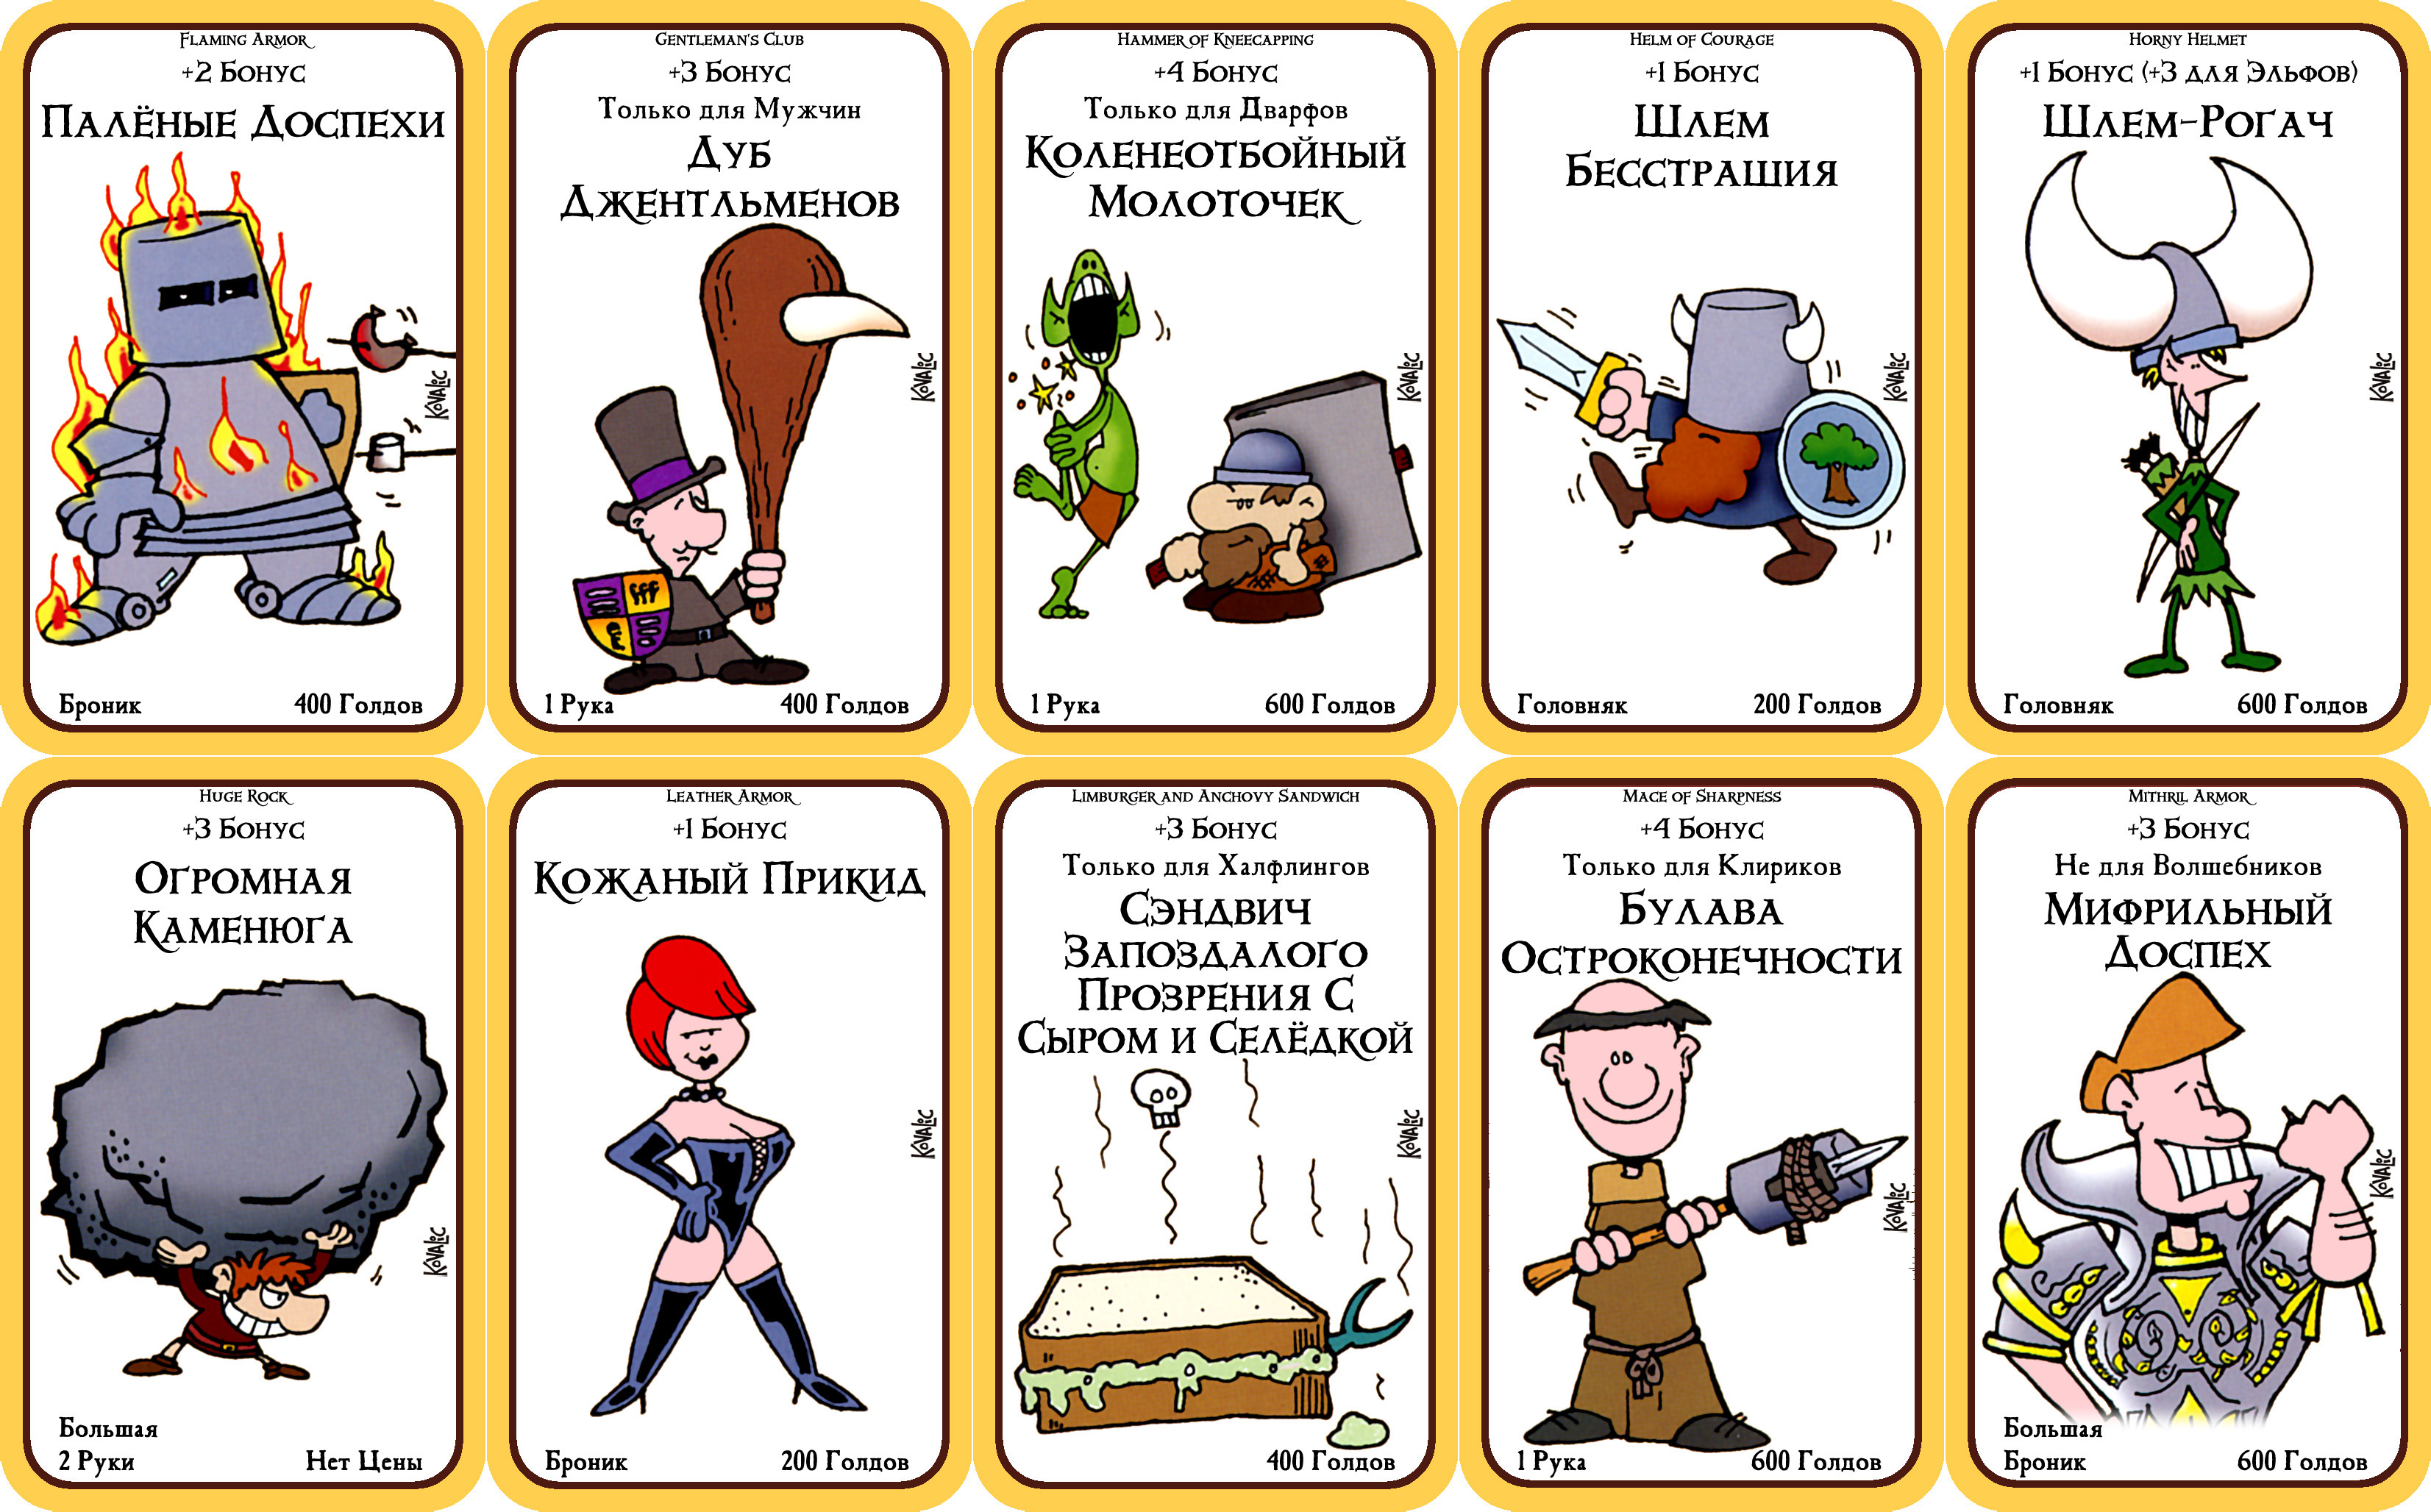 Flaming Armor
+2 Бонус
Палёные Доспехи
Kovalic
Броник
400 Голдов
Gentleman's Club
+3 Бонус
Только для Мужчин
Дуб
Джентльменов
Kovalic
1 Рука
400 Голдов
Hammer of Kneecapping
+4 Бонус
Только для Дварфов
Коленеотбойный
Молоточек
Kovalic
1 Рука
600 Голдов
Helm of Courage
+1 Бонус
Шлем
Бесстрашия
Kovalic
Головняк
200 Голдов
Horny Helmet
+1 Бонус (+3 для Эльфов)
Шлем-Рогач
Kovalic
Головняк
600 Голдов
Huge Rock
+3 Бонус
Огромная
Каменюга
Kovalic
Большая
2 Руки
Нет Цены
Leather Armor
+1 Бонус
Кожаный Прикид
Kovalic
Броник
200 Голдов
Limburger and Anchovy Sandwich
+3 Бонус
Только для Халфлингов
Сэндвич
Запоздалого
Прозрения С
Сыром и Селёдкой
Kovalic
400 Голдов
Mace of Sharpness
+4 Бонус
Только для Клириков
Булава
Остроконечности
Kovalic
1 Рука
600 Голдов
Mithril Armor
+3 Бонус
Не для Волшебников
Мифрильный
Доспех
Kovalic
Большая
Броник
600 Голдов